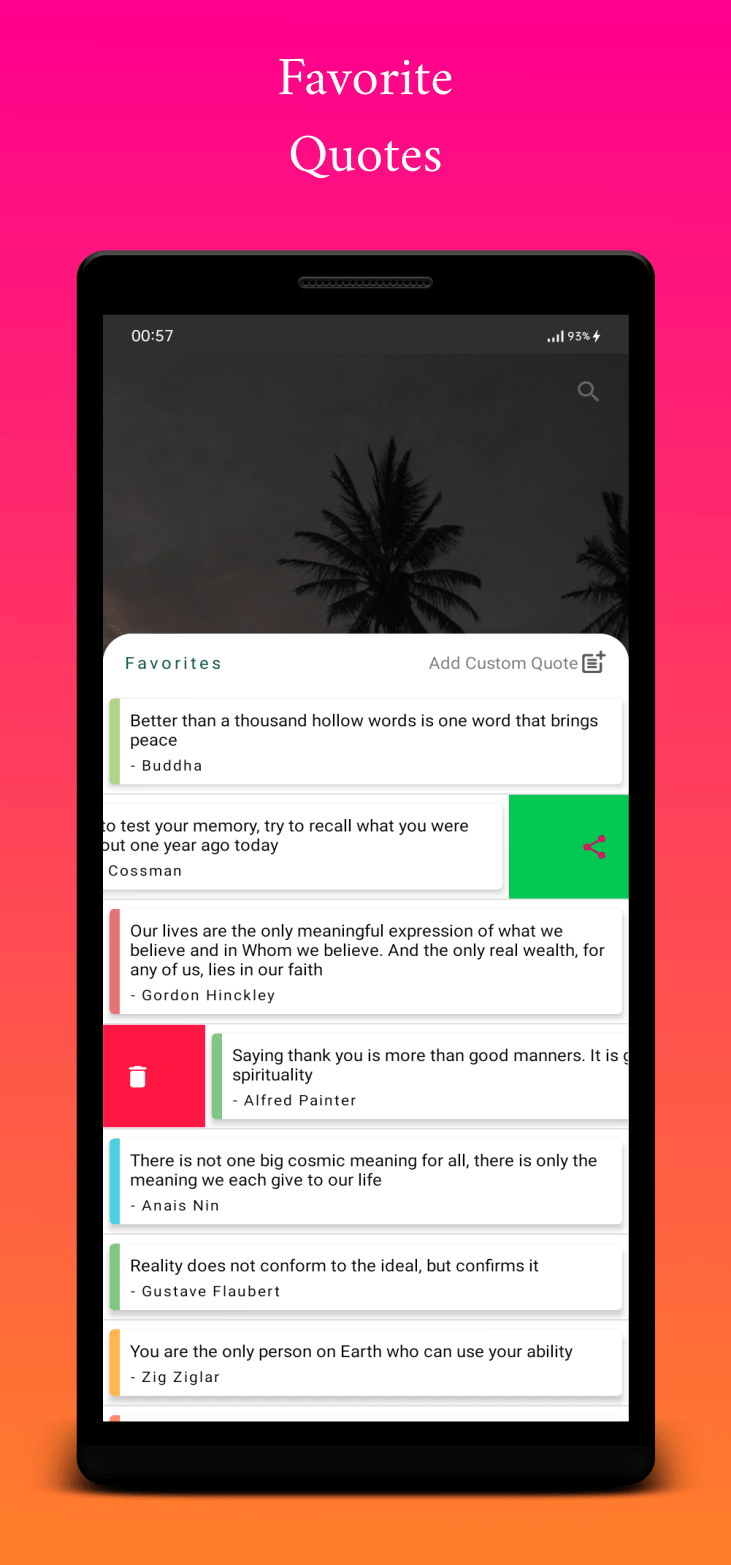 Favorite
Quotes
00:57
93%
Favorites
Add Custom Quote
Better than a thousand hollow words is one word that brings
peace
- Buddha
to test your memory, try to recall what you were
out one year ago today
Cossman
Our lives are the only meaningful expression of what we
believe and in Whom we believe. And the only real wealth, for
any of us, lies in our faith
- Gordon Hinckley
Saying thank you is more than good manners. It is g
spirituality
- Alfred Painter
There is not one big cosmic meaning for all, there is only the
meaning we each give to our life
- Anais Nin
Reality does not conform to the ideal, but confirms it
- Gustave Flaubert
You are the only person on Earth who can use your ability
- Zig Ziglar